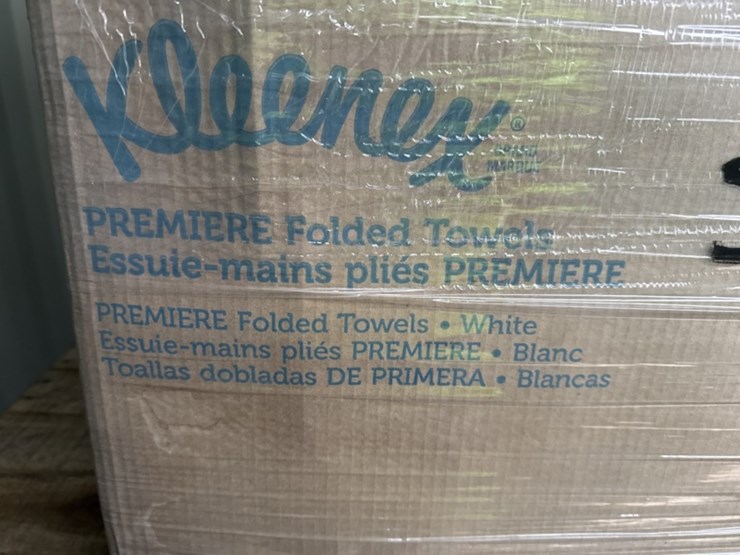 Kleenex®
PREMIERE Folded Towels
Essuie-mains pliés PREMIERE
PREMIERE Folded Towels • White
Essuie-mains pliés PREMIERE • Blanc
Toallas dobladas DE PRIMERA • Blancas